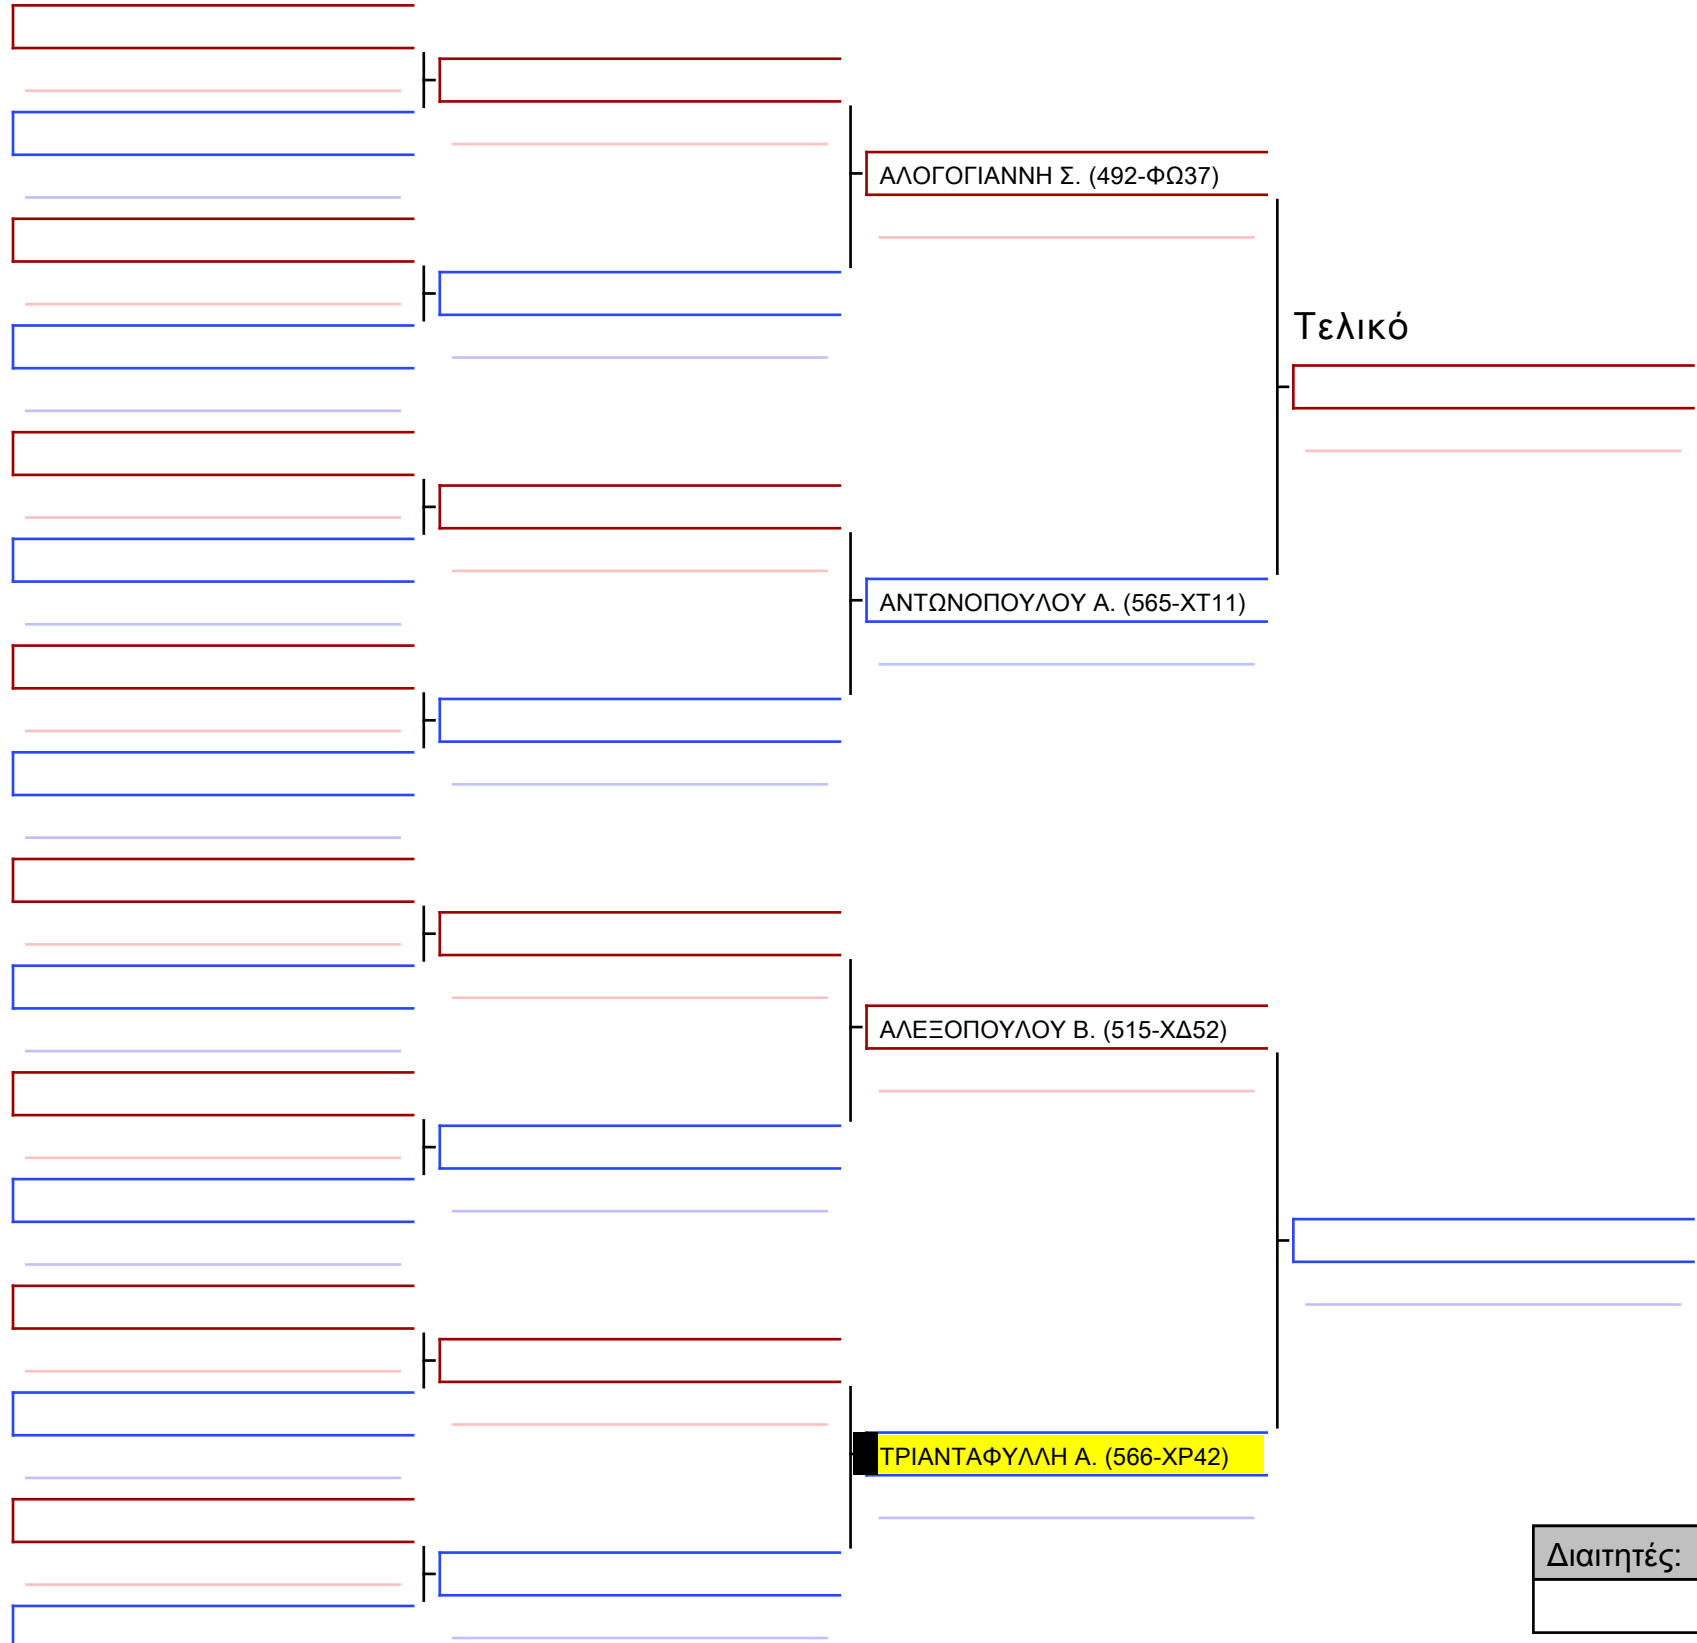 ΑΛΟΓΟΓΙΑΝΝΗ Σ. (492-ΦΩ37)
Τελικό
ΑΝΤΩΝΟΠΟΥΛΟΥ Α. (565-ΧΤ11)
ΑΛΕΞΟΠΟΥΛΟΥ Β. (515-ΧΔ52)
ΤΡΙΑΝΤΑΦΥΛΛΗ Α. (566-ΧΡ42)
Διαιτητές: